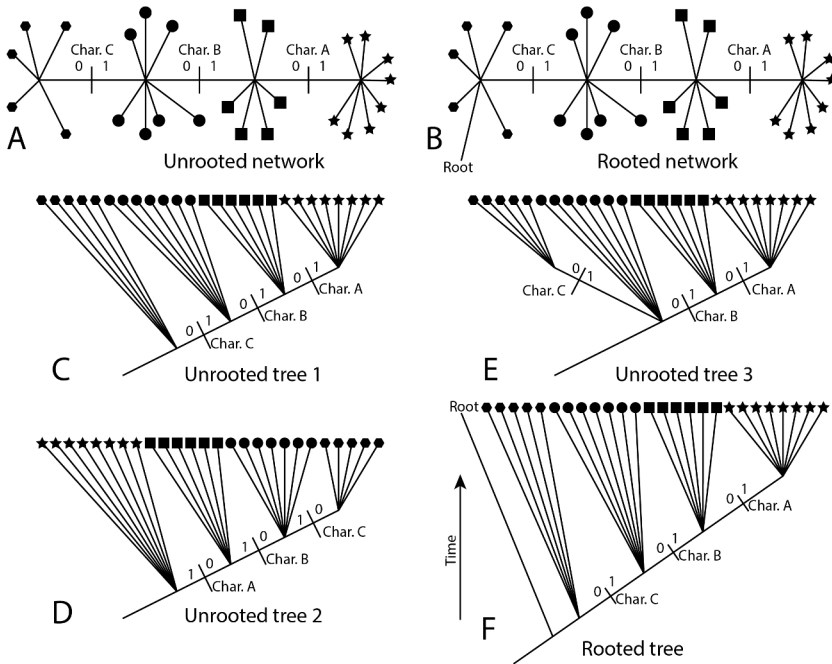 Char. C
0 1
Char. B
0 1
Char. A
0 1
A
Unrooted network
Char. C
0 1
Char. B
0 1
Char. A
0 1
B
Root
Rooted network
0 1
Char. A
0 1
Char. B
0 1
Char. C
C
Unrooted tree 1
0 1
Char. C
0 1
Char. A
0 1
Char. B
E
Unrooted tree 3
1 0
Char. C
1 0
Char. B
1 0
Char. A
D
Unrooted tree 2
Root
Time
0 1
Char. A
0 1
Char. B
0 1
Char. C
F
Rooted tree